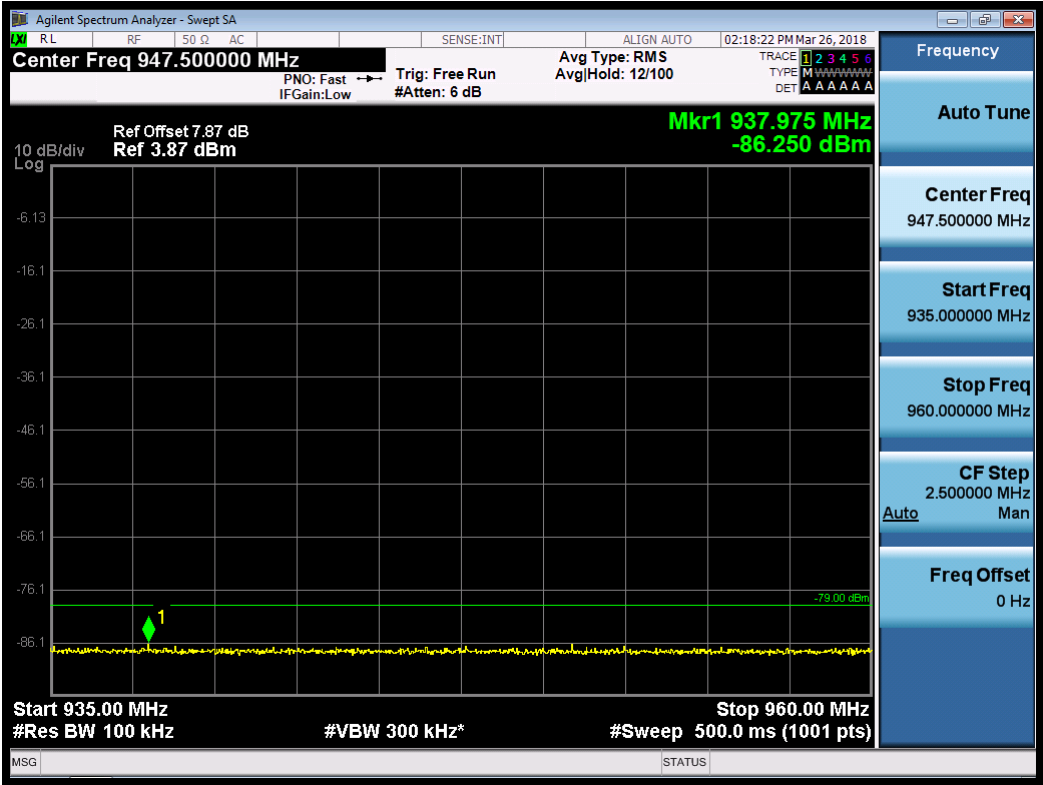 Agilent Spectrum Analyzer - Swept SA
LXI RL RF 50 Ω AC SENSE:INT ALIGN AUTO 02:18:22 PM Mar 26, 2018
Center Freq 947.500000 MHz
PNO: Fast
IFGain:Low
Trig: Free Run
#Atten: 6 dB
Avg Type: RMS
Avg|Hold: 12/100
TRACE 1 2 3 4 5 6
TYPE M WWWWW
DET A A A A A A
Mkr1 937.975 MHz
-86.250 dBm
Ref Offset 7.87 dB
10 dB/div Ref 3.87 dBm
Log
-6.13
-16.1
-26.1
-36.1
-46.1
-56.1
-66.1
-76.1
-79.00 dBm
1
-86.1
Start 935.00 MHz Stop 960.00 MHz
#Res BW 100 kHz #VBW 300 kHz* #Sweep 500.0 ms (1001 pts)
MSG STATUS
Frequency
Auto Tune
Center Freq
947.500000 MHz
Start Freq
935.000000 MHz
Stop Freq
960.000000 MHz
CF Step
2.500000 MHz
Auto Man
Freq Offset
0 Hz